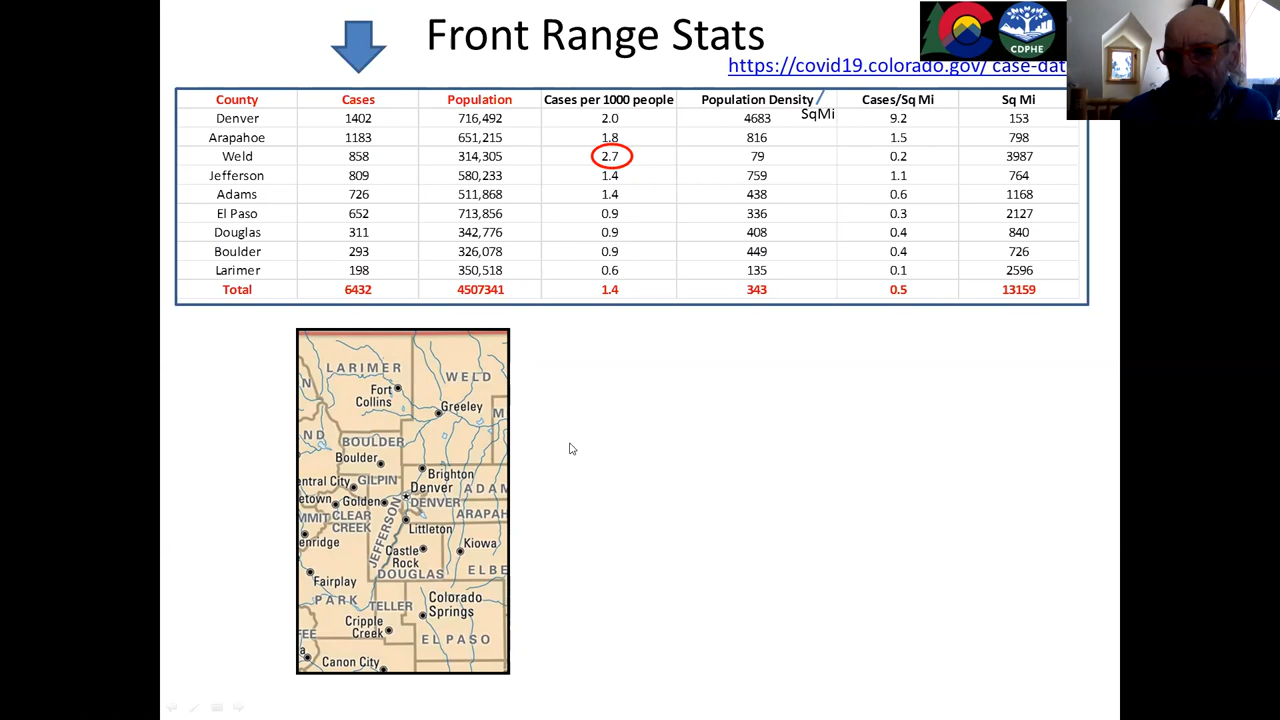 Front Range Stats
CDPHE
https://covid19.colorado.gov/ case-dat
County Cases Population Cases per 1000 people Population Density / Cases/Sq Mi Sq Mi
SqMi
Denver 1402 716,492 2.0 4683 9.2 153
Arapahoe 1183 651,215 1.8 816 1.5 798
Weld 858 314,305 2.7 79 0.2 3987
Jefferson 809 580,233 1.4 759 1.1 764
Adams 726 511,868 1.4 438 0.6 1168
El Paso 652 713,856 0.9 336 0.3 2127
Douglas 311 342,776 0.9 408 0.4 840
Boulder 293 326,078 0.9 449 0.4 726
Larimer 198 350,518 0.6 135 0.1 2596
Total 6432 4507341 1.4 343 0.5 13159
LARIMER
WELD
N
Fort
Collins
Greeley
M
ND
BOULDER
Boulder
Brighton
entral City
GILPIN
Denver
ADAM
etown
Golden
DENVER
MMIT
CLEAR
CREEK
ARAPAH
JEFFERSON
Littleton
enridge
Castle
Rock
Kiowa
DOUGLAS
ELBE
Fairplay
PARK
TELLER
Colorado
Springs
Cripple
Creek
FEE
EL PASO
a
Canon City